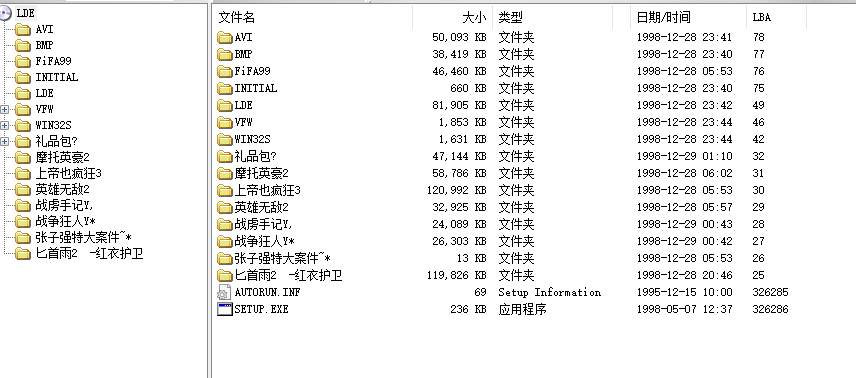 LDE
AVI
BMP
FiFA99
INITIAL
LDE
VFW
WIN32S
礼品包?
摩托英豪2
上帝也疯狂3
英雄无敌2
战虏手记Y,
战争狂人Y*
张子强特大案件~*
匕首雨2 -红衣护卫
文件名 大小 类型 日期/时间 LBA
AVI 50,093 KB 文件夹 1998-12-28 23:41 78
BMP 38,419 KB 文件夹 1998-12-28 23:40 77
FiFA99 46,460 KB 文件夹 1998-12-28 05:53 76
INITIAL 660 KB 文件夹 1998-12-28 23:40 75
LDE 81,905 KB 文件夹 1998-12-28 23:42 49
VFW 1,853 KB 文件夹 1998-12-28 23:44 46
WIN32S 1,631 KB 文件夹 1998-12-28 23:44 42
礼品包? 47,144 KB 文件夹 1998-12-29 01:10 32
摩托英豪2 58,786 KB 文件夹 1998-12-28 06:02 31
上帝也疯狂3 120,992 KB 文件夹 1998-12-28 05:53 30
英雄无敌2 32,925 KB 文件夹 1998-12-28 05:57 29
战虏手记Y, 24,089 KB 文件夹 1998-12-29 00:43 28
战争狂人Y* 26,303 KB 文件夹 1998-12-29 00:42 27
张子强特大案件~* 13 KB 文件夹 1998-12-28 05:53 26
匕首雨2 -红衣护卫 119,826 KB 文件夹 1998-12-28 20:46 25
AUTORUN.INF 69 Setup Information 1995-12-15 10:00 326285
SETUP.EXE 236 KB 应用程序 1998-05-07 12:37 326286